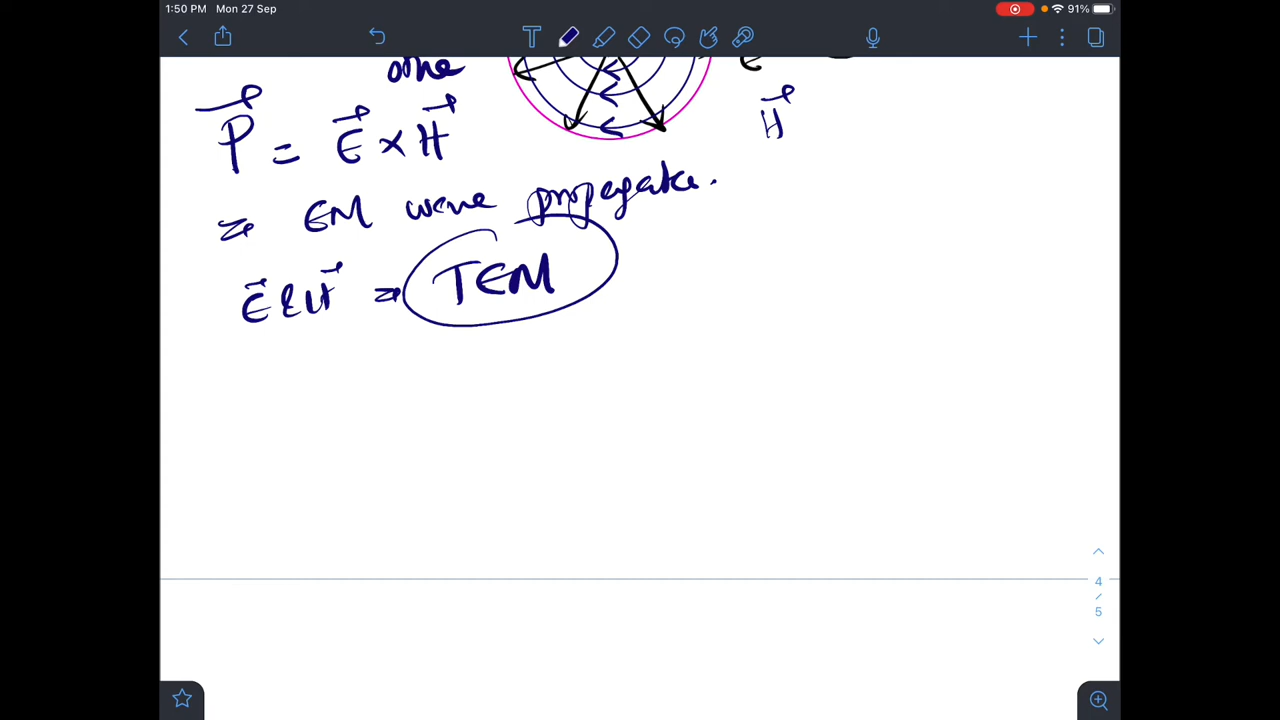 1:50 PM Mon 27 Sep
91%
T
one
P⃗ = E⃗ × H⃗
H⃗
⇒ EM wave propagate.
E⃗ & H⃗ ⇒ TEM
4
5